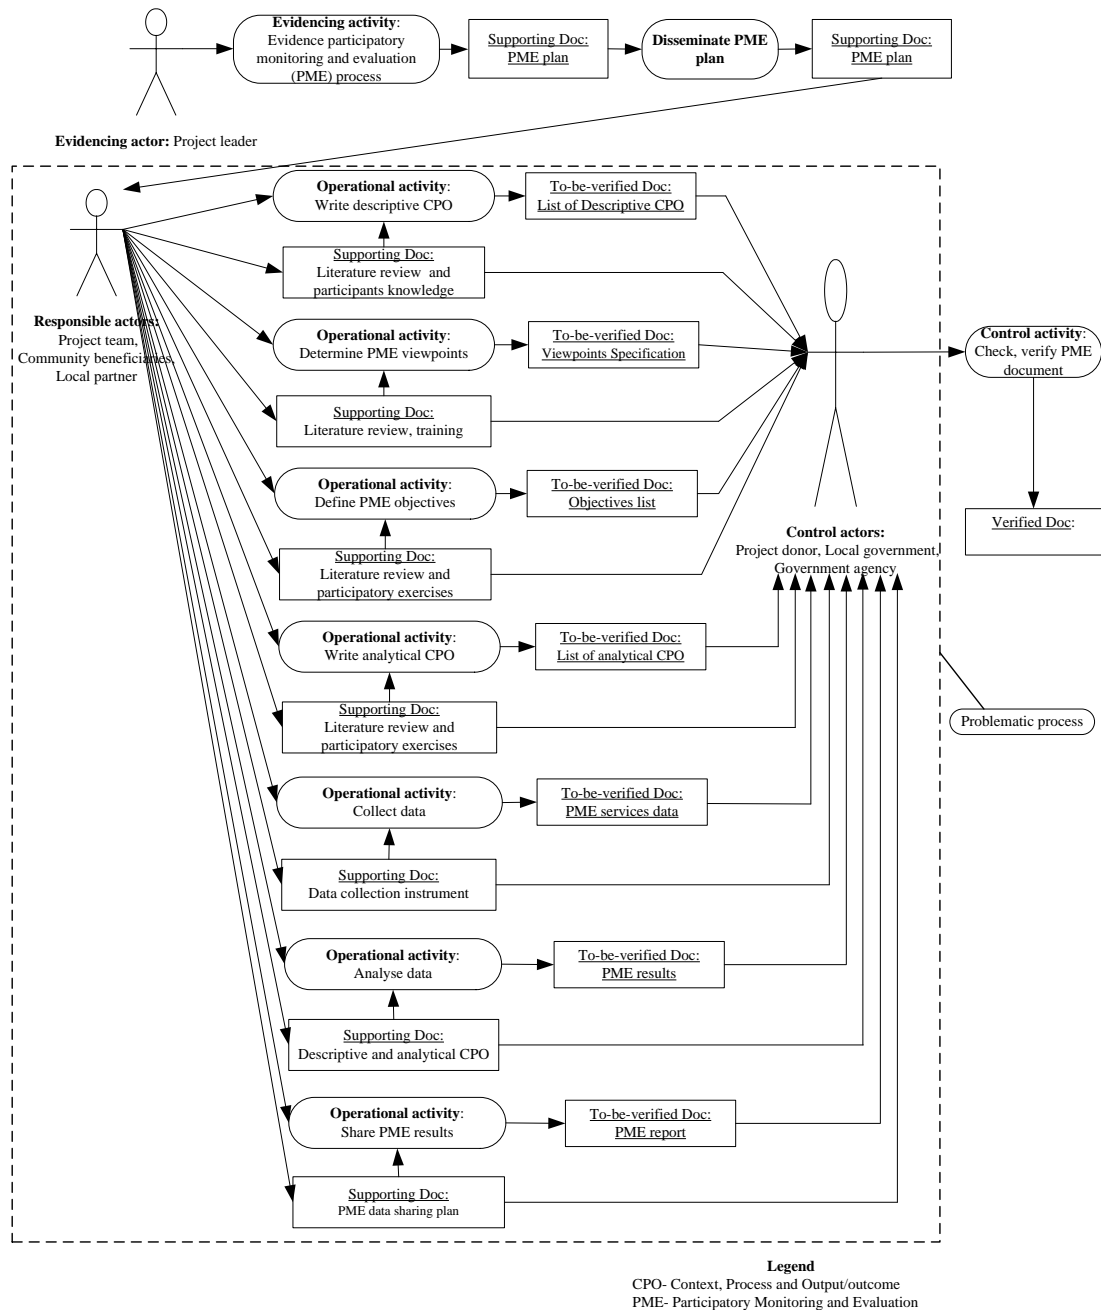 Evidencing activity:
Evidence participatory
monitoring and evaluation
(PME) process
Supporting Doc:
PME plan
Disseminate PME
plan
Supporting Doc:
PME plan
Evidencing actor: Project leader
Responsible actors:
Project team,
Community beneficiaries,
Local partner
Operational activity:
Write descriptive CPO
To-be-verified Doc:
List of Descriptive CPO
Supporting Doc:
Literature review and
participants knowledge
Operational activity:
Determine PME viewpoints
To-be-verified Doc:
Viewpoints Specification
Supporting Doc:
Literature review, training
Operational activity:
Define PME objectives
To-be-verified Doc:
Objectives list
Supporting Doc:
Literature review and
participatory exercises
Operational activity:
Write analytical CPO
To-be-verified Doc:
List of analytical CPO
Supporting Doc:
Literature review and
participatory exercises
Operational activity:
Collect data
To-be-verified Doc:
PME services data
Supporting Doc:
Data collection instrument
Operational activity:
Analyse data
To-be-verified Doc:
PME results
Supporting Doc:
Descriptive and analytical CPO
Operational activity:
Share PME results
To-be-verified Doc:
PME report
Supporting Doc:
PME data sharing plan
Control actors:
Project donor, Local government,
Government agency
Control activity:
Check, verify PME
document
Verified Doc:
Problematic process
Legend
CPO- Context, Process and Output/outcome
PME- Participatory Monitoring and Evaluation